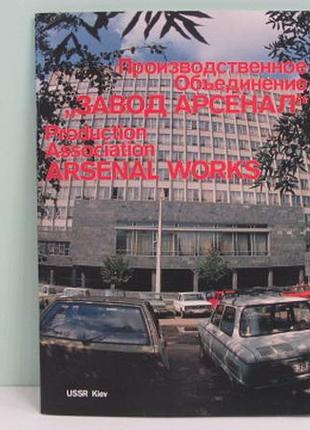 Производственное
Объединение
„ЗАВОД АРСЕНАЛ“
Production
Association
ARSENAL WORKS
USSR Kiev